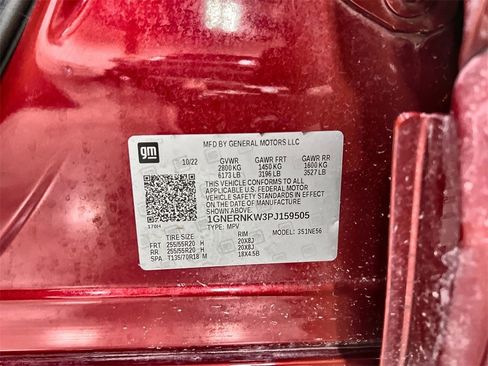 gm
MFD BY GENERAL MOTORS LLC
10/22 GVWR GAWR FRT GAWR RR
2800 KG 1450 KG 1600 KG
6173 LB 3196 LB 3527 LB
THIS VEHICLE CONFORMS TO ALL
APPLICABLE U.S. FEDERAL MOTOR
VEHICLE SAFETY STANDARDS IN EFFECT
ON THE DATE OF MANUFACTURE
SHOWN ABOVE.
1GNERNKW3PJ159505
TYPE: MPV MODEL: 351NE56
170H
TIRE SIZE RIM
FRT 255/55R20 H 20X8J
RR 255/55R20 H 20X8J
SPA T135/70R18 M 18X4.5B